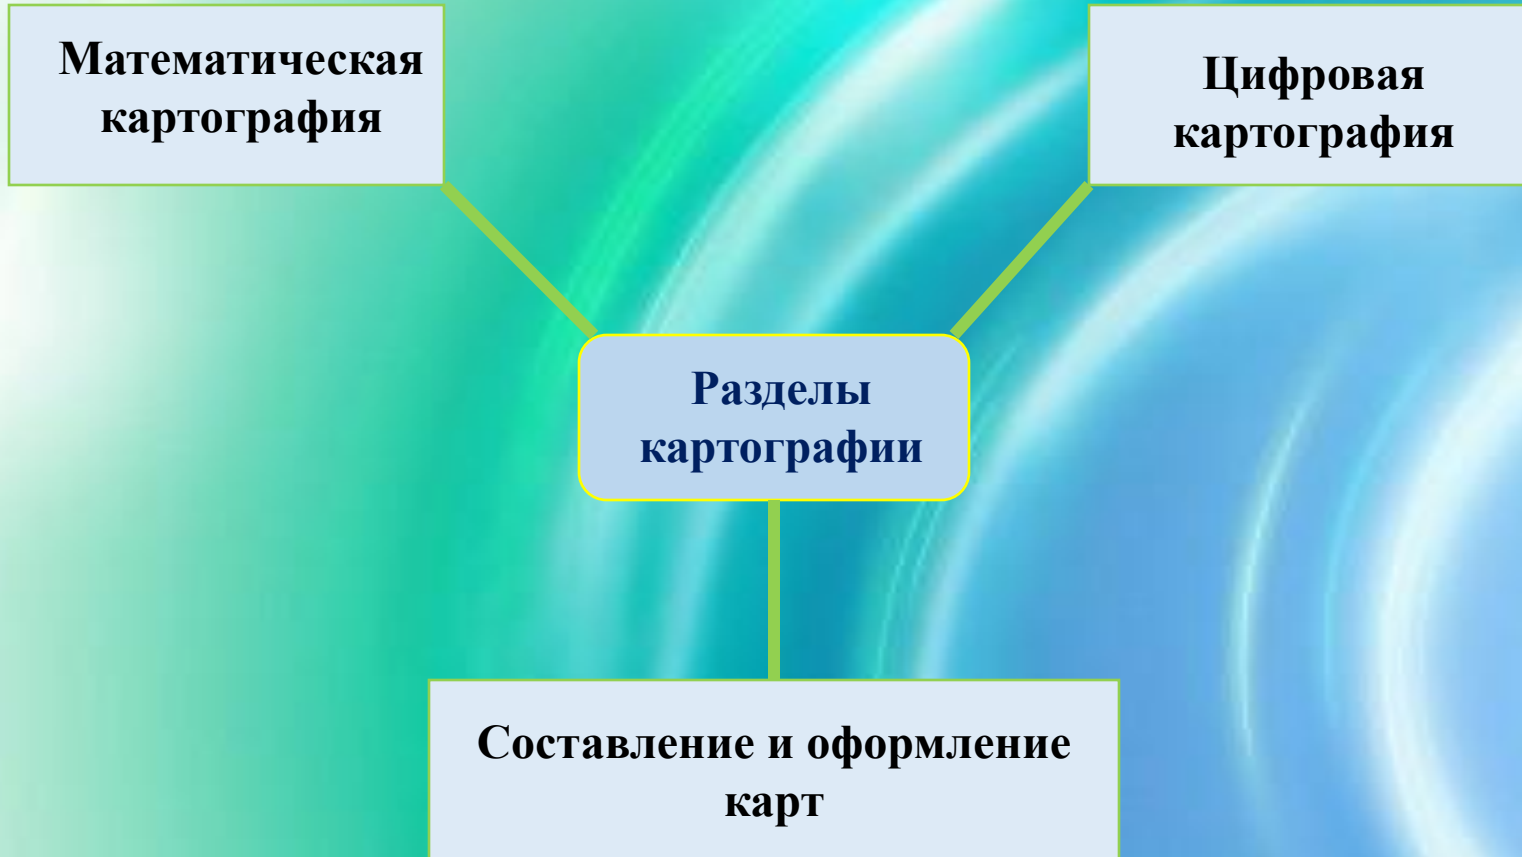 Математическая
картография
Цифровая
картография
Разделы
картографии
Составление и оформление
карт